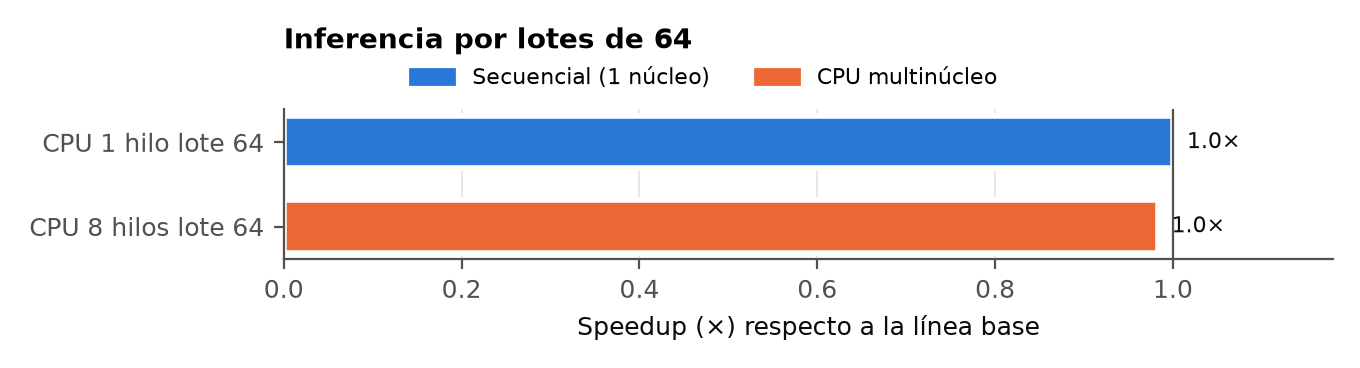 Inferencia por lotes de 64
Secuencial (1 núcleo) CPU multinúcleo
CPU 1 hilo lote 64 1.0×
CPU 8 hilos lote 64 1.0×
0.0 0.2 0.4 0.6 0.8 1.0
Speedup (×) respecto a la línea base